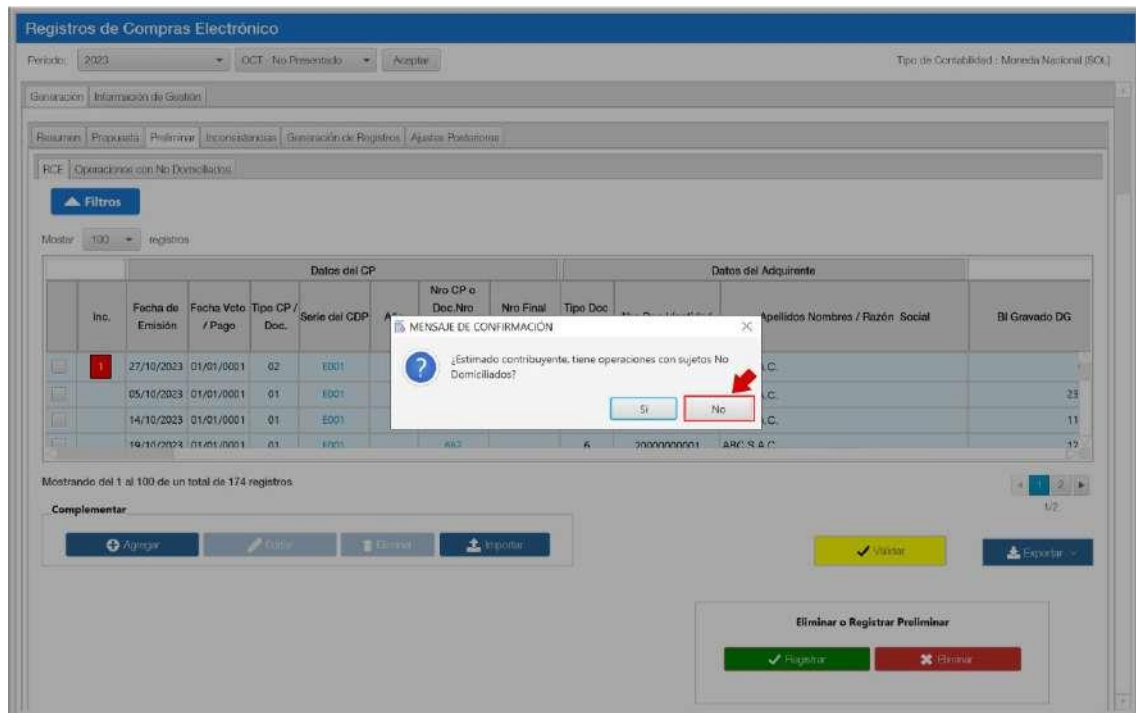 Registros de Compras Electrónico
Periodo: 2023 OCT - No Presentado Aceptar Tipo de Contabilidad : Moneda Nacional [SOL]
Generación Información de Gestión
Resumen Propuesta Preliminar Inconsistencias Generación de Registros Ajustes Posteriores
RCE Operaciones con No Domiciliados
Filtros
Mostrar 100 registros
Datos del CP Datos del Adquirente
Inc. Fecha de Emisión Fecha Vcto / Pago Tipo CP / Doc. Serie del CDP Nro CP o Doc.Nro Nro Final Tipo Doc Apellidos Nombres / Razón Social BI Gravado DG
MENSAJE DE CONFIRMACIÓN
¿Estimado contribuyente, tiene operaciones con sujetos No Domiciliados?
Si No
1 27/10/2023 01/01/0001 02 E001
05/10/2023 01/01/0001 01 E001 23
14/10/2023 01/01/0001 01 E001 11
19/10/2023 01/01/0001 01 E001 6 20000000001 ABC S.A.C.
Mostrando del 1 al 100 de un total de 174 registros
1 2
1/2
Complementar
Agregar Editar Eliminar Importar
Validar
Exportar
Eliminar o Registrar Preliminar
Registrar Eliminar